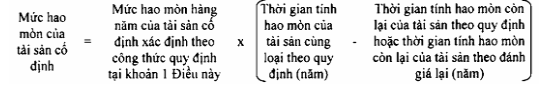 Mức hao
mòn của
tài sản cố
định
=
Mức hao mòn hàng
năm của tài sản cố
định xác định theo
công thức quy định
tại khoản 1 Điều này
x
Thời gian tính
hao mòn của
tài sản cùng
loại theo quy
định (năm)
-
Thời gian tính hao mòn còn
lại của tài sản theo quy định
hoặc thời gian tính hao mòn
còn lại của tài sản theo đánh
giá lại (năm)